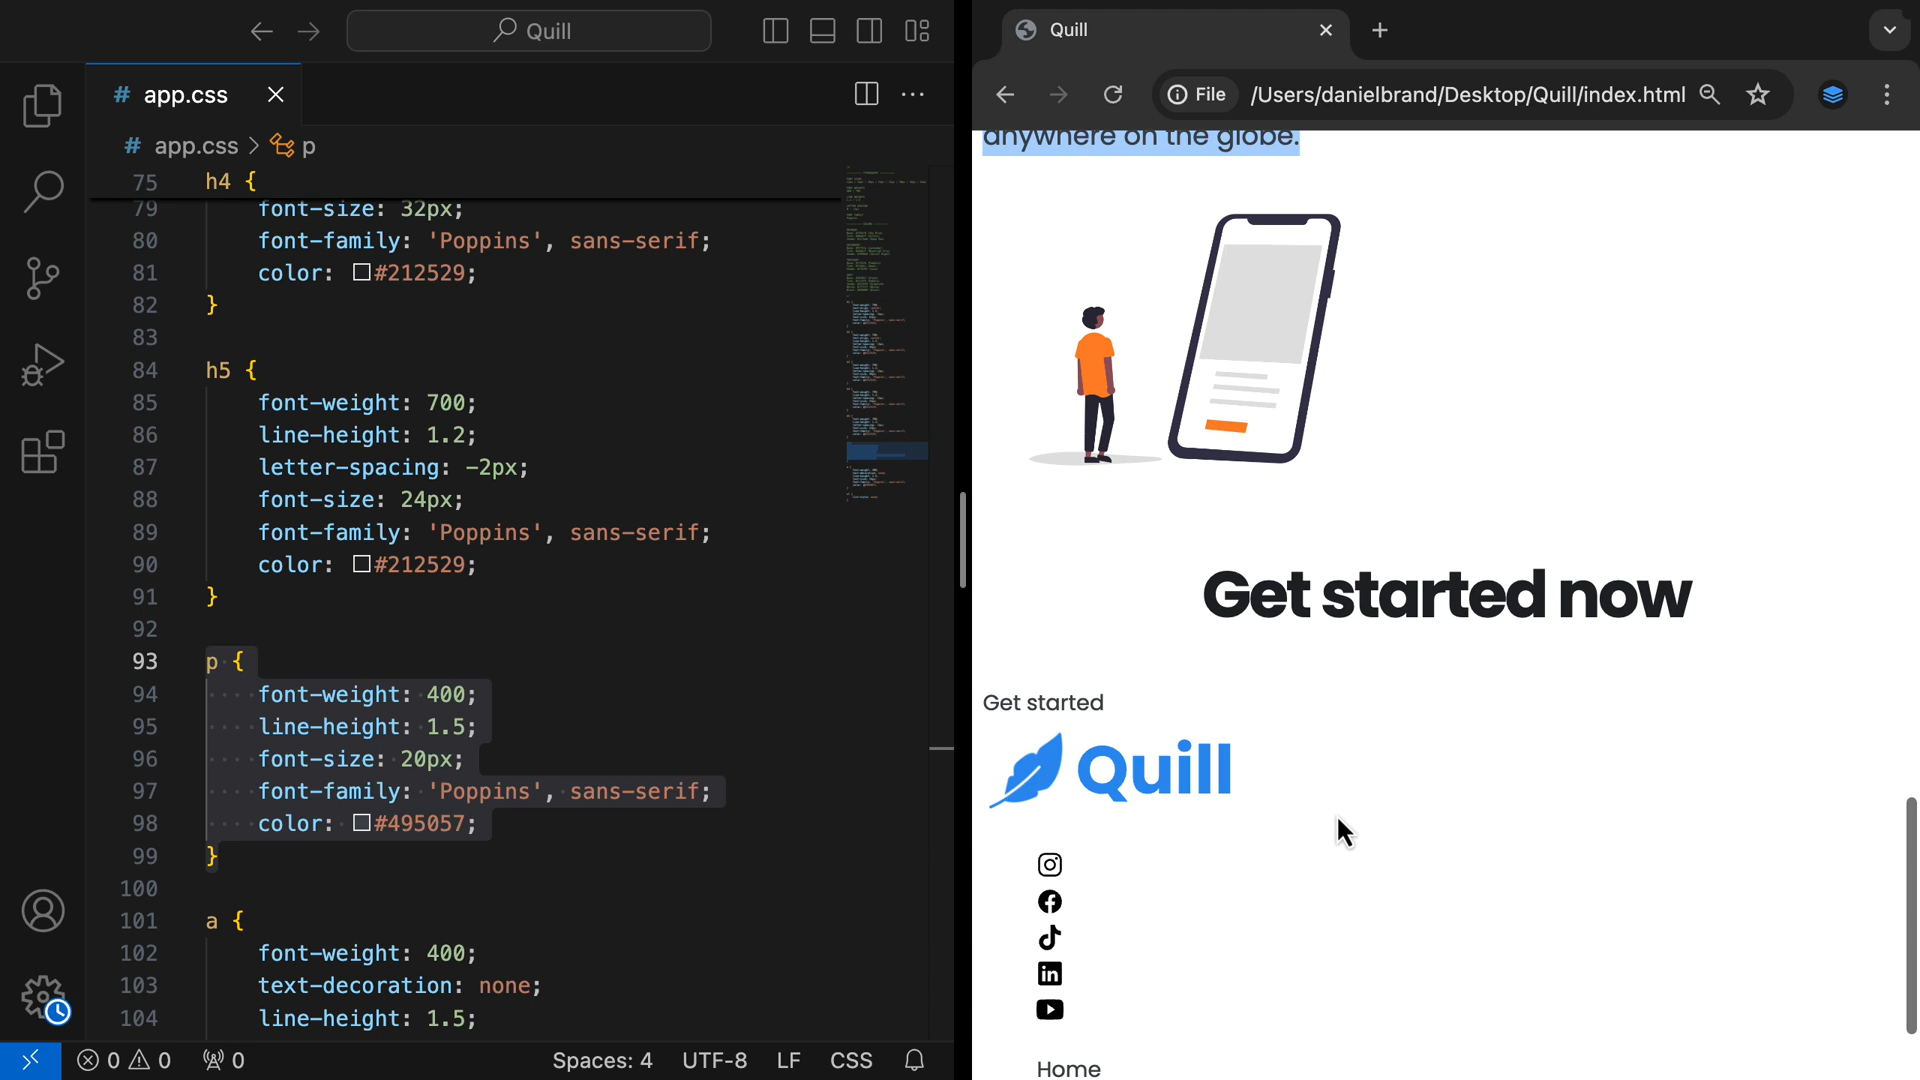 Quill
# app.css
# app.css > p
75 h4 {
79 font-size: 32px;
80 font-family: 'Poppins', sans-serif;
81 color: #212529;
82 }
83
84 h5 {
85 font-weight: 700;
86 line-height: 1.2;
87 letter-spacing: -2px;
88 font-size: 24px;
89 font-family: 'Poppins', sans-serif;
90 color: #212529;
91 }
92
93 p {
94 font-weight: 400;
95 line-height: 1.5;
96 font-size: 20px;
97 font-family: 'Poppins', sans-serif;
98 color: #495057;
99 }
100
101 a {
102 font-weight: 400;
103 text-decoration: none;
104 line-height: 1.5;
0 0 0
Spaces: 4 UTF-8 LF CSS
Quill
File /Users/danielbrand/Desktop/Quill/index.html
anywhere on the globe.
Get started now
Get started
Quill
Home